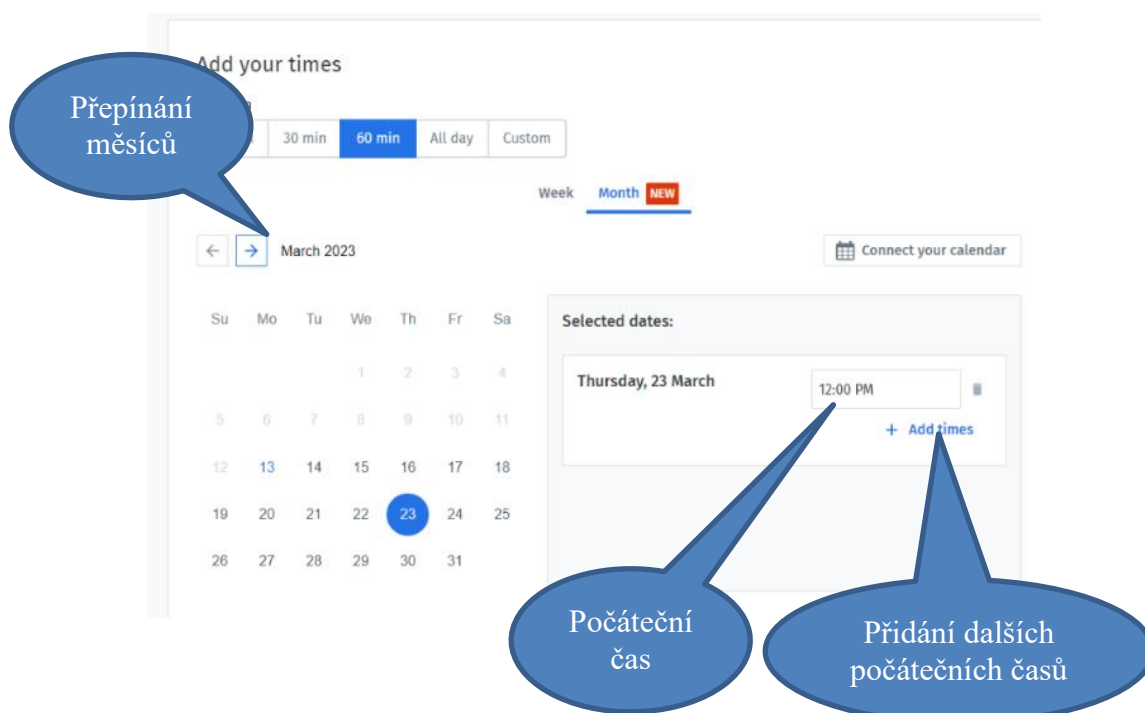 Add your times
Přepínání
měsíců
30 min 60 min All day Custom
Week Month NEW
March 2023
Connect your calendar
Su Mo Tu We Th Fr Sa
Selected dates:
1 2 3 4
Thursday, 23 March
12:00 PM
5 6 7 8 9 10 11
+ Add times
12 13 14 15 16 17 18
19 20 21 22 23 24 25
26 27 28 29 30 31
Počáteční
čas
Přidání dalších
počátečních časů